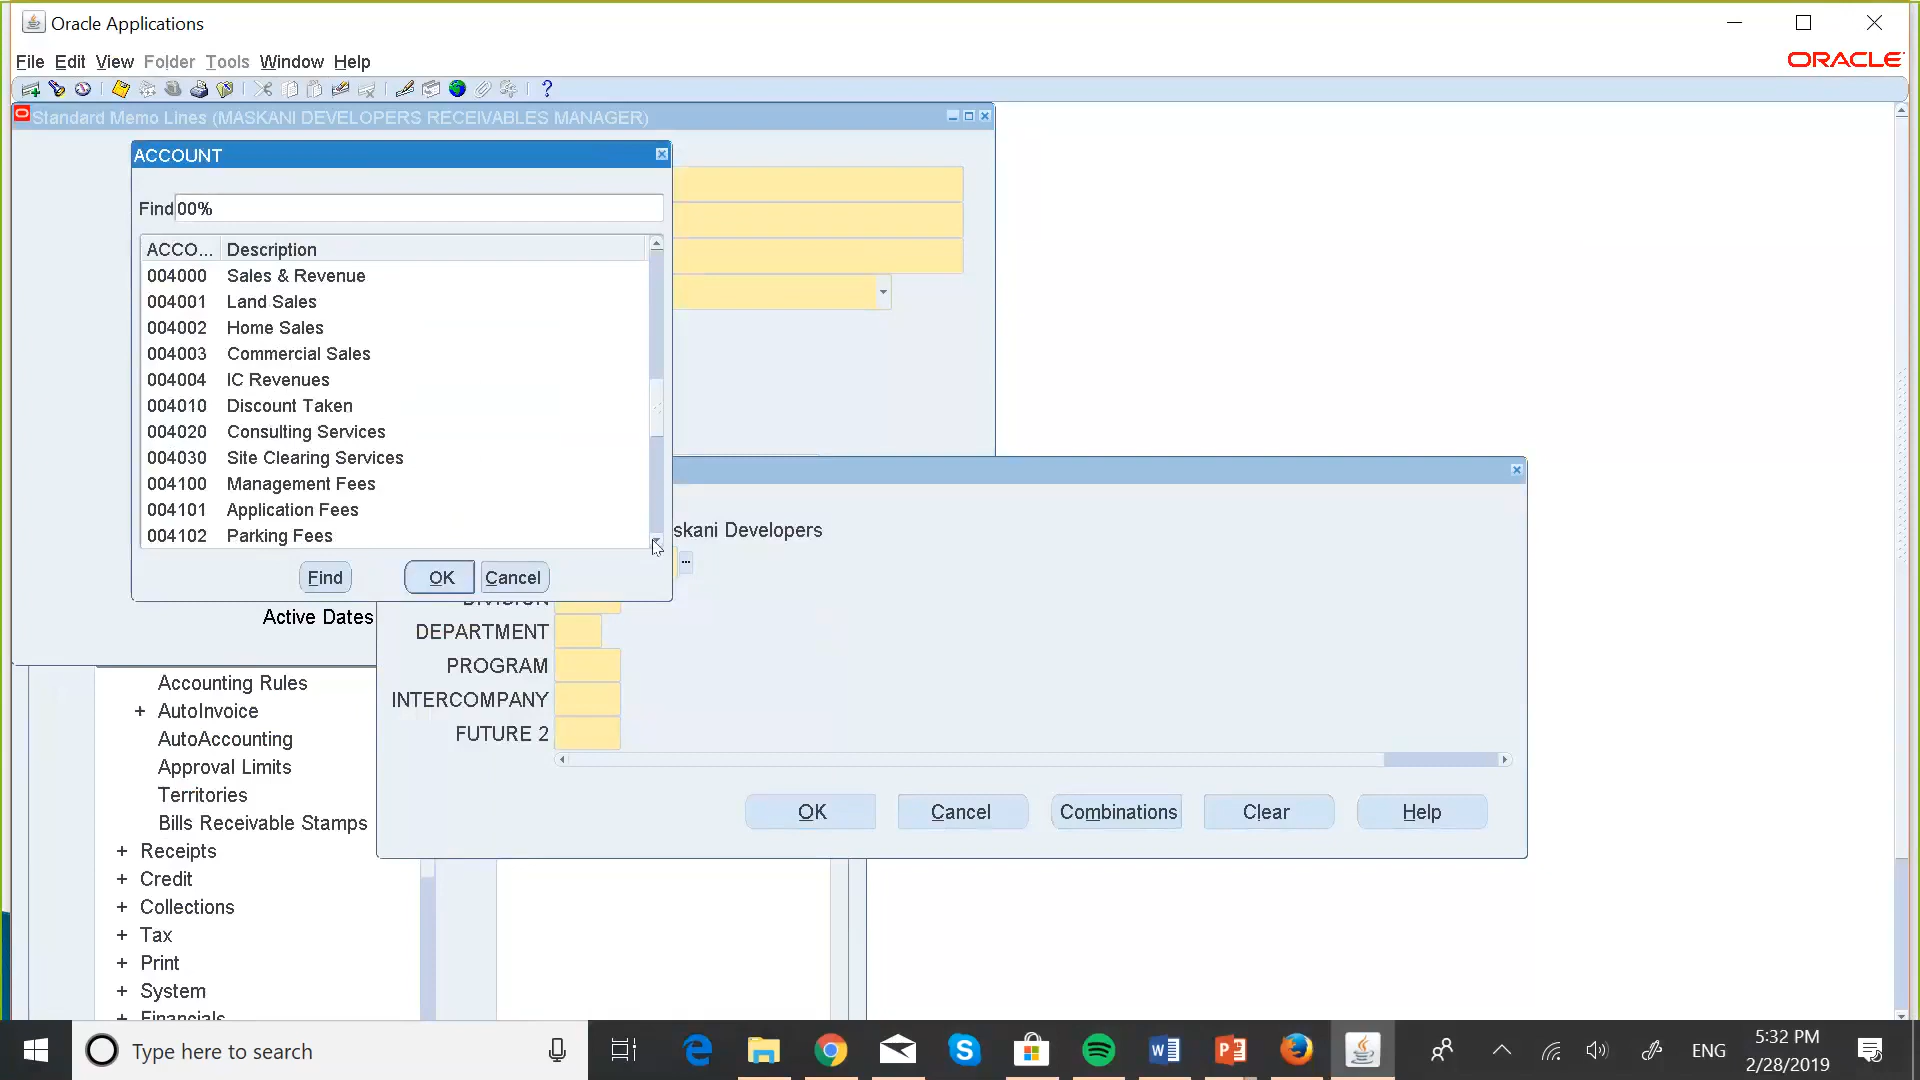 Oracle Applications
File Edit View Folder Tools Window Help
ORACLE
Standard Memo Lines (MASKANI DEVELOPERS RECEIVABLES MANAGER)
ACCOUNT
Find 00%
ACCO... Description
004000 Sales & Revenue
004001 Land Sales
004002 Home Sales
004003 Commercial Sales
004004 IC Revenues
004010 Discount Taken
004020 Consulting Services
004030 Site Clearing Services
004100 Management Fees
004101 Application Fees
004102 Parking Fees
Find OK Cancel
skani Developers
...
DIVISION
Active Dates
DEPARTMENT
PROGRAM
INTERCOMPANY
FUTURE 2
OK Cancel Combinations Clear Help
Accounting Rules
+ AutoInvoice
AutoAccounting
Approval Limits
Territories
Bills Receivable Stamps
+ Receipts
+ Credit
+ Collections
+ Tax
+ Print
+ System
+ Financials
Type here to search
ENG
5:32 PM
2/28/2019